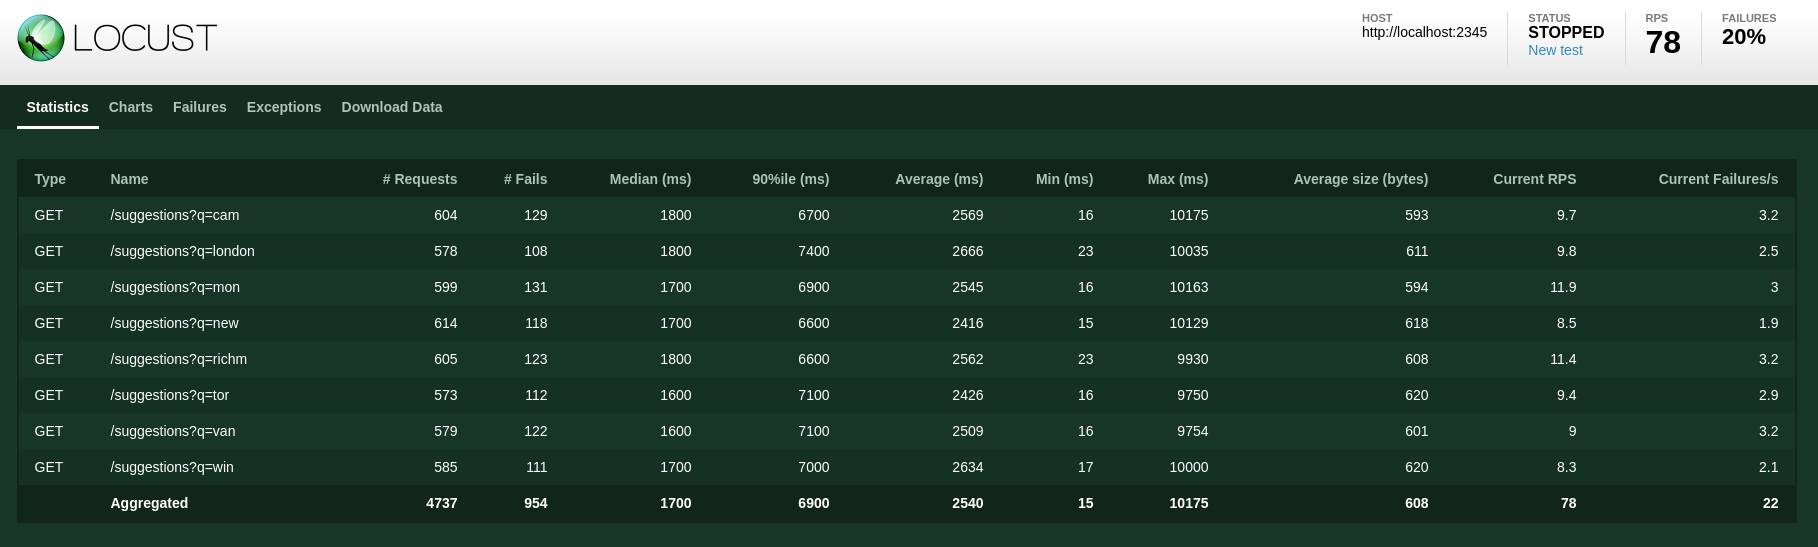 LOCUST
HOST
http://localhost:2345
STATUS
STOPPED
New test
RPS
78
FAILURES
20%
Statistics Charts Failures Exceptions Download Data
Type Name # Requests # Fails Median (ms) 90%ile (ms) Average (ms) Min (ms) Max (ms) Average size (bytes) Current RPS Current Failures/s
GET /suggestions?q=cam 604 129 1800 6700 2569 16 10175 593 9.7 3.2
GET /suggestions?q=london 578 108 1800 7400 2666 23 10035 611 9.8 2.5
GET /suggestions?q=mon 599 131 1700 6900 2545 16 10163 594 11.9 3
GET /suggestions?q=new 614 118 1700 6600 2416 15 10129 618 8.5 1.9
GET /suggestions?q=richm 605 123 1800 6600 2562 23 9930 608 11.4 3.2
GET /suggestions?q=tor 573 112 1600 7100 2426 16 9750 620 9.4 2.9
GET /suggestions?q=van 579 122 1600 7100 2509 16 9754 601 9 3.2
GET /suggestions?q=win 585 111 1700 7000 2634 17 10000 620 8.3 2.1
Aggregated 4737 954 1700 6900 2540 15 10175 608 78 22